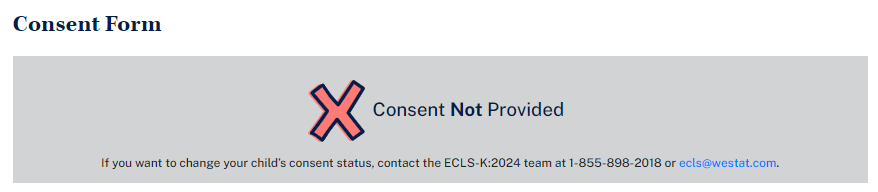 Consent Form
Consent Not Provided
If you want to change your child's consent status, contact the ECLS-K:2024 team at 1-855-898-2018 or ecls@westat.com.